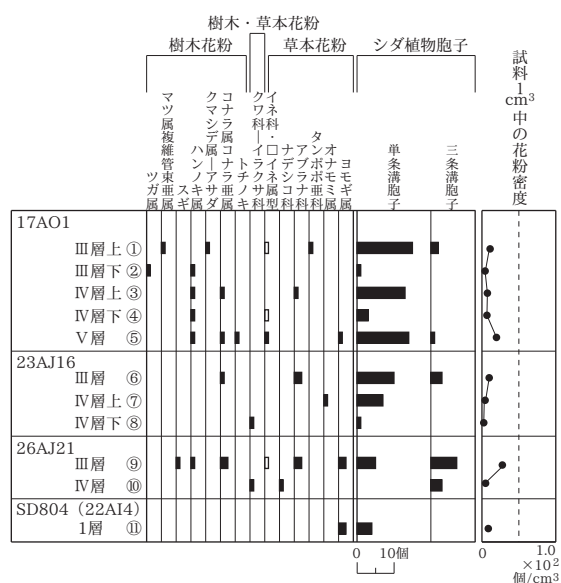 樹木・草本花粉
樹木花粉
草本花粉
シダ植物胞子
ツガ属
マツ属複維管束亜属
スギ
ハンノキ属
クマシデ属―アサダ
コナラ属コナラ亜属
トチノキ
クワ科―イラクサ科
イネ科・□イネ属型
ナデシコ科
アブラナ科
タンポポ亜科
オナモミ属
ヨモギ属
単条溝胞子
三条溝胞子
試料1cm³中の花粉密度
17AO1
Ⅲ層上 ①
Ⅲ層下 ②
Ⅳ層上 ③
Ⅳ層下 ④
Ⅴ層 ⑤
23AJ16
Ⅲ層 ⑥
Ⅳ層上 ⑦
Ⅳ層下 ⑧
26AJ21
Ⅲ層 ⑨
Ⅳ層 ⑩
SD804（22AI4）
1層 ⑪
0 10個
0 1.0
×10²
個/cm³